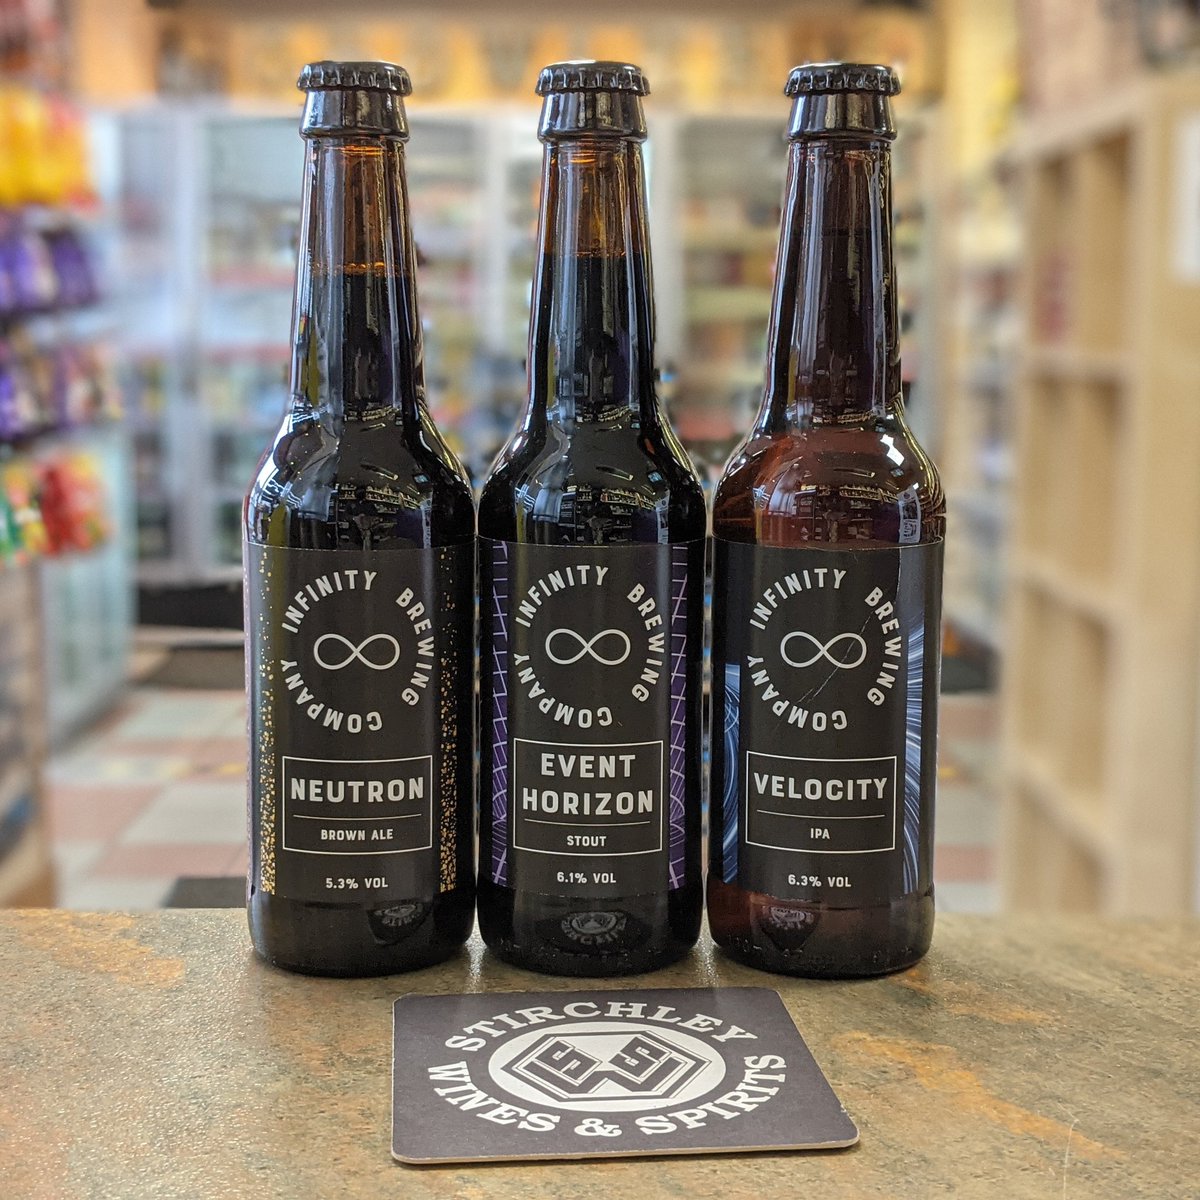 INFINITY BREWING COMPANY
NEUTRON
BROWN ALE
5.3% VOL
INFINITY BREWING COMPANY
EVENT
HORIZON
STOUT
6.1% VOL
INFINITY BREWING COMPANY
VELOCITY
IPA
6.3% VOL
STIRCHLEY
WINES & SPIRITS